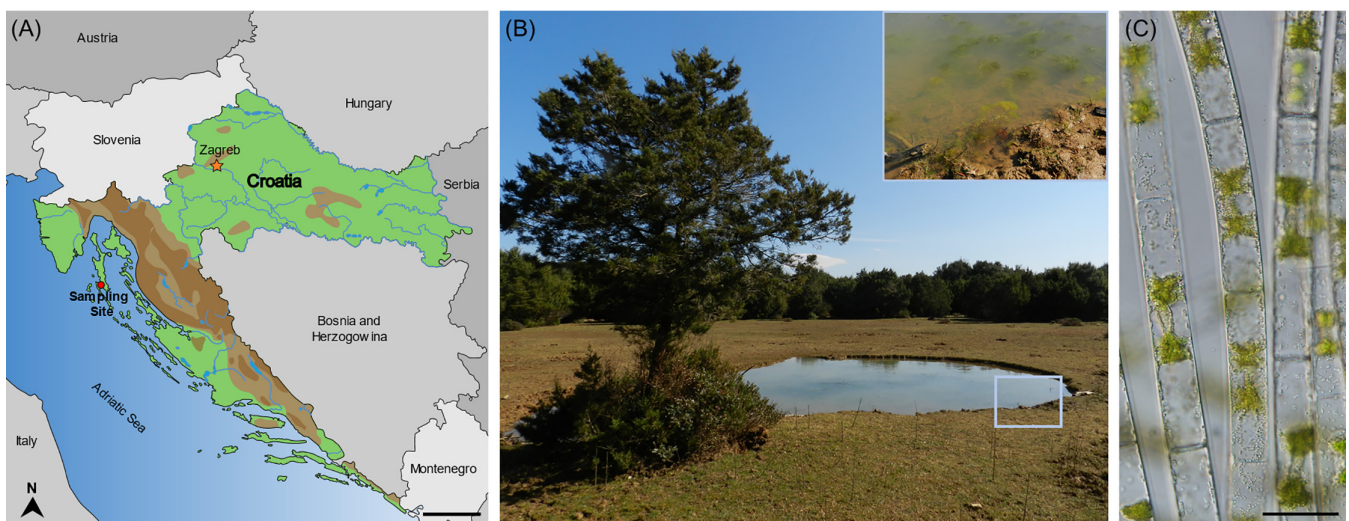 (A)
Austria
Hungary
Slovenia
Zagreb
Croatia
Serbia
Sampling
Site
Bosnia and
Herzogowina
Adriatic Sea
Italy
Montenegro
N
(B)
(C)